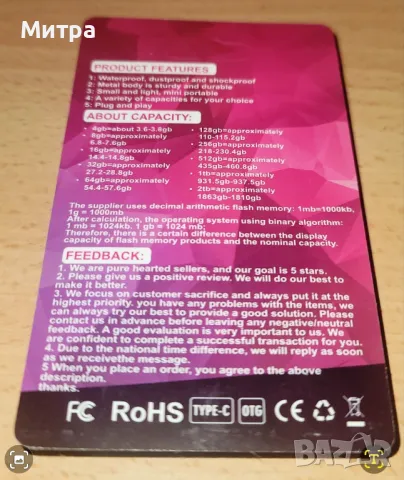 Митра
PRODUCT FEATURES
1: Waterproof, dustproof and shockproof
2: Metal body is sturdy and durable
3: Small and light, mini portable
4: A variety of capacities for your choice
5: Plug and play
ABOUT CAPACITY:
4gb=about 3.6-3.8gb
8gb=approximately
6.8-7.6gb
16gb=approximately
14.4-14.8gb
32gb=approximately
27.2-28.8gb
64gb=approximately
54.4-57.6gb
128gb=approximately
110-115.2gb
256gb=approximately
218-230.4gb
512gb=approximately
435gb-460.8gb
1tb=approximately
931.5gb-937.5gb
2tb=approximately
1863gb-1810gb
The supplier uses decimal arithmetic flash memory: 1mb=1000kb,
1g=1000mb
After calculation, the operating system using binary algorithm:
1 mb = 1024kb. 1 gb = 1024 mb;
Therefore, there is a certain difference between the display
capacity of flash memory products and the nominal capacity.
FEEDBACK:
1. We are pure hearted sellers, and our goal is 5 stars.
2. Please give us a positive review. We will do our best to
make it better.
3. We focus on customer sacrifice and always put it at the
highest priority. you have any problems with the items, we
can always try our best to provide a good solution. Please
contact us in advance before leaving any negative/neutral
feedback. A good evaluation is very important to us. We
are confident to complete a successful transaction for you.
4. Due to the national time difference, we will reply as soon
as we receivethe message.
5 When you place an order, you agree to the above
description.
thanks.
FC RoHS TYPE-C OTG CE
bazar